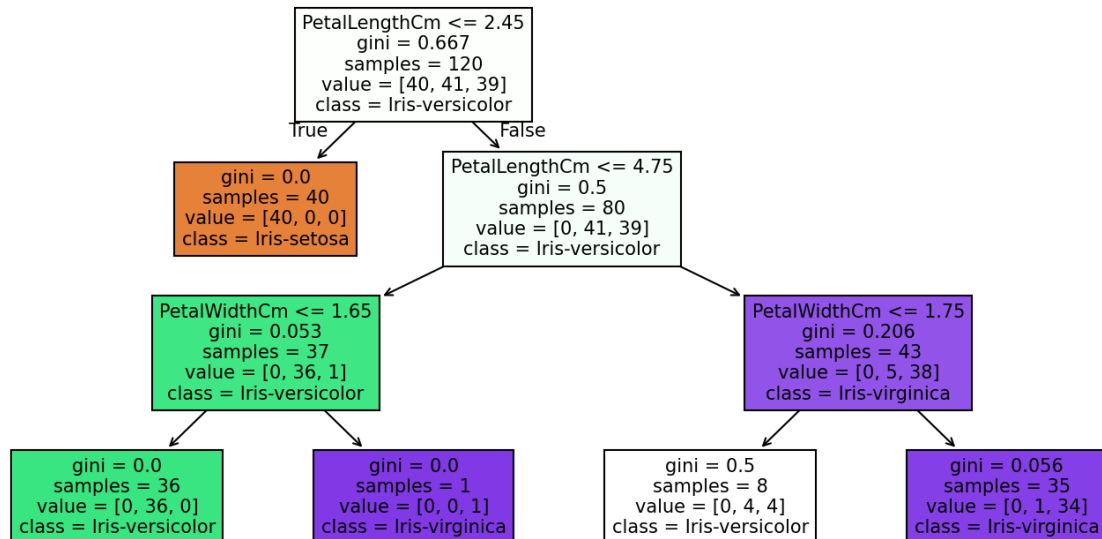 PetalLengthCm <= 2.45
gini = 0.667
samples = 120
value = [40, 41, 39]
class = Iris-versicolor
True
False
gini = 0.0
samples = 40
value = [40, 0, 0]
class = Iris-setosa
PetalLengthCm <= 4.75
gini = 0.5
samples = 80
value = [0, 41, 39]
class = Iris-versicolor
PetalWidthCm <= 1.65
gini = 0.053
samples = 37
value = [0, 36, 1]
class = Iris-versicolor
PetalWidthCm <= 1.75
gini = 0.206
samples = 43
value = [0, 5, 38]
class = Iris-virginica
gini = 0.0
samples = 36
value = [0, 36, 0]
class = Iris-versicolor
gini = 0.0
samples = 1
value = [0, 0, 1]
class = Iris-virginica
gini = 0.5
samples = 8
value = [0, 4, 4]
class = Iris-versicolor
gini = 0.056
samples = 35
value = [0, 1, 34]
class = Iris-virginica